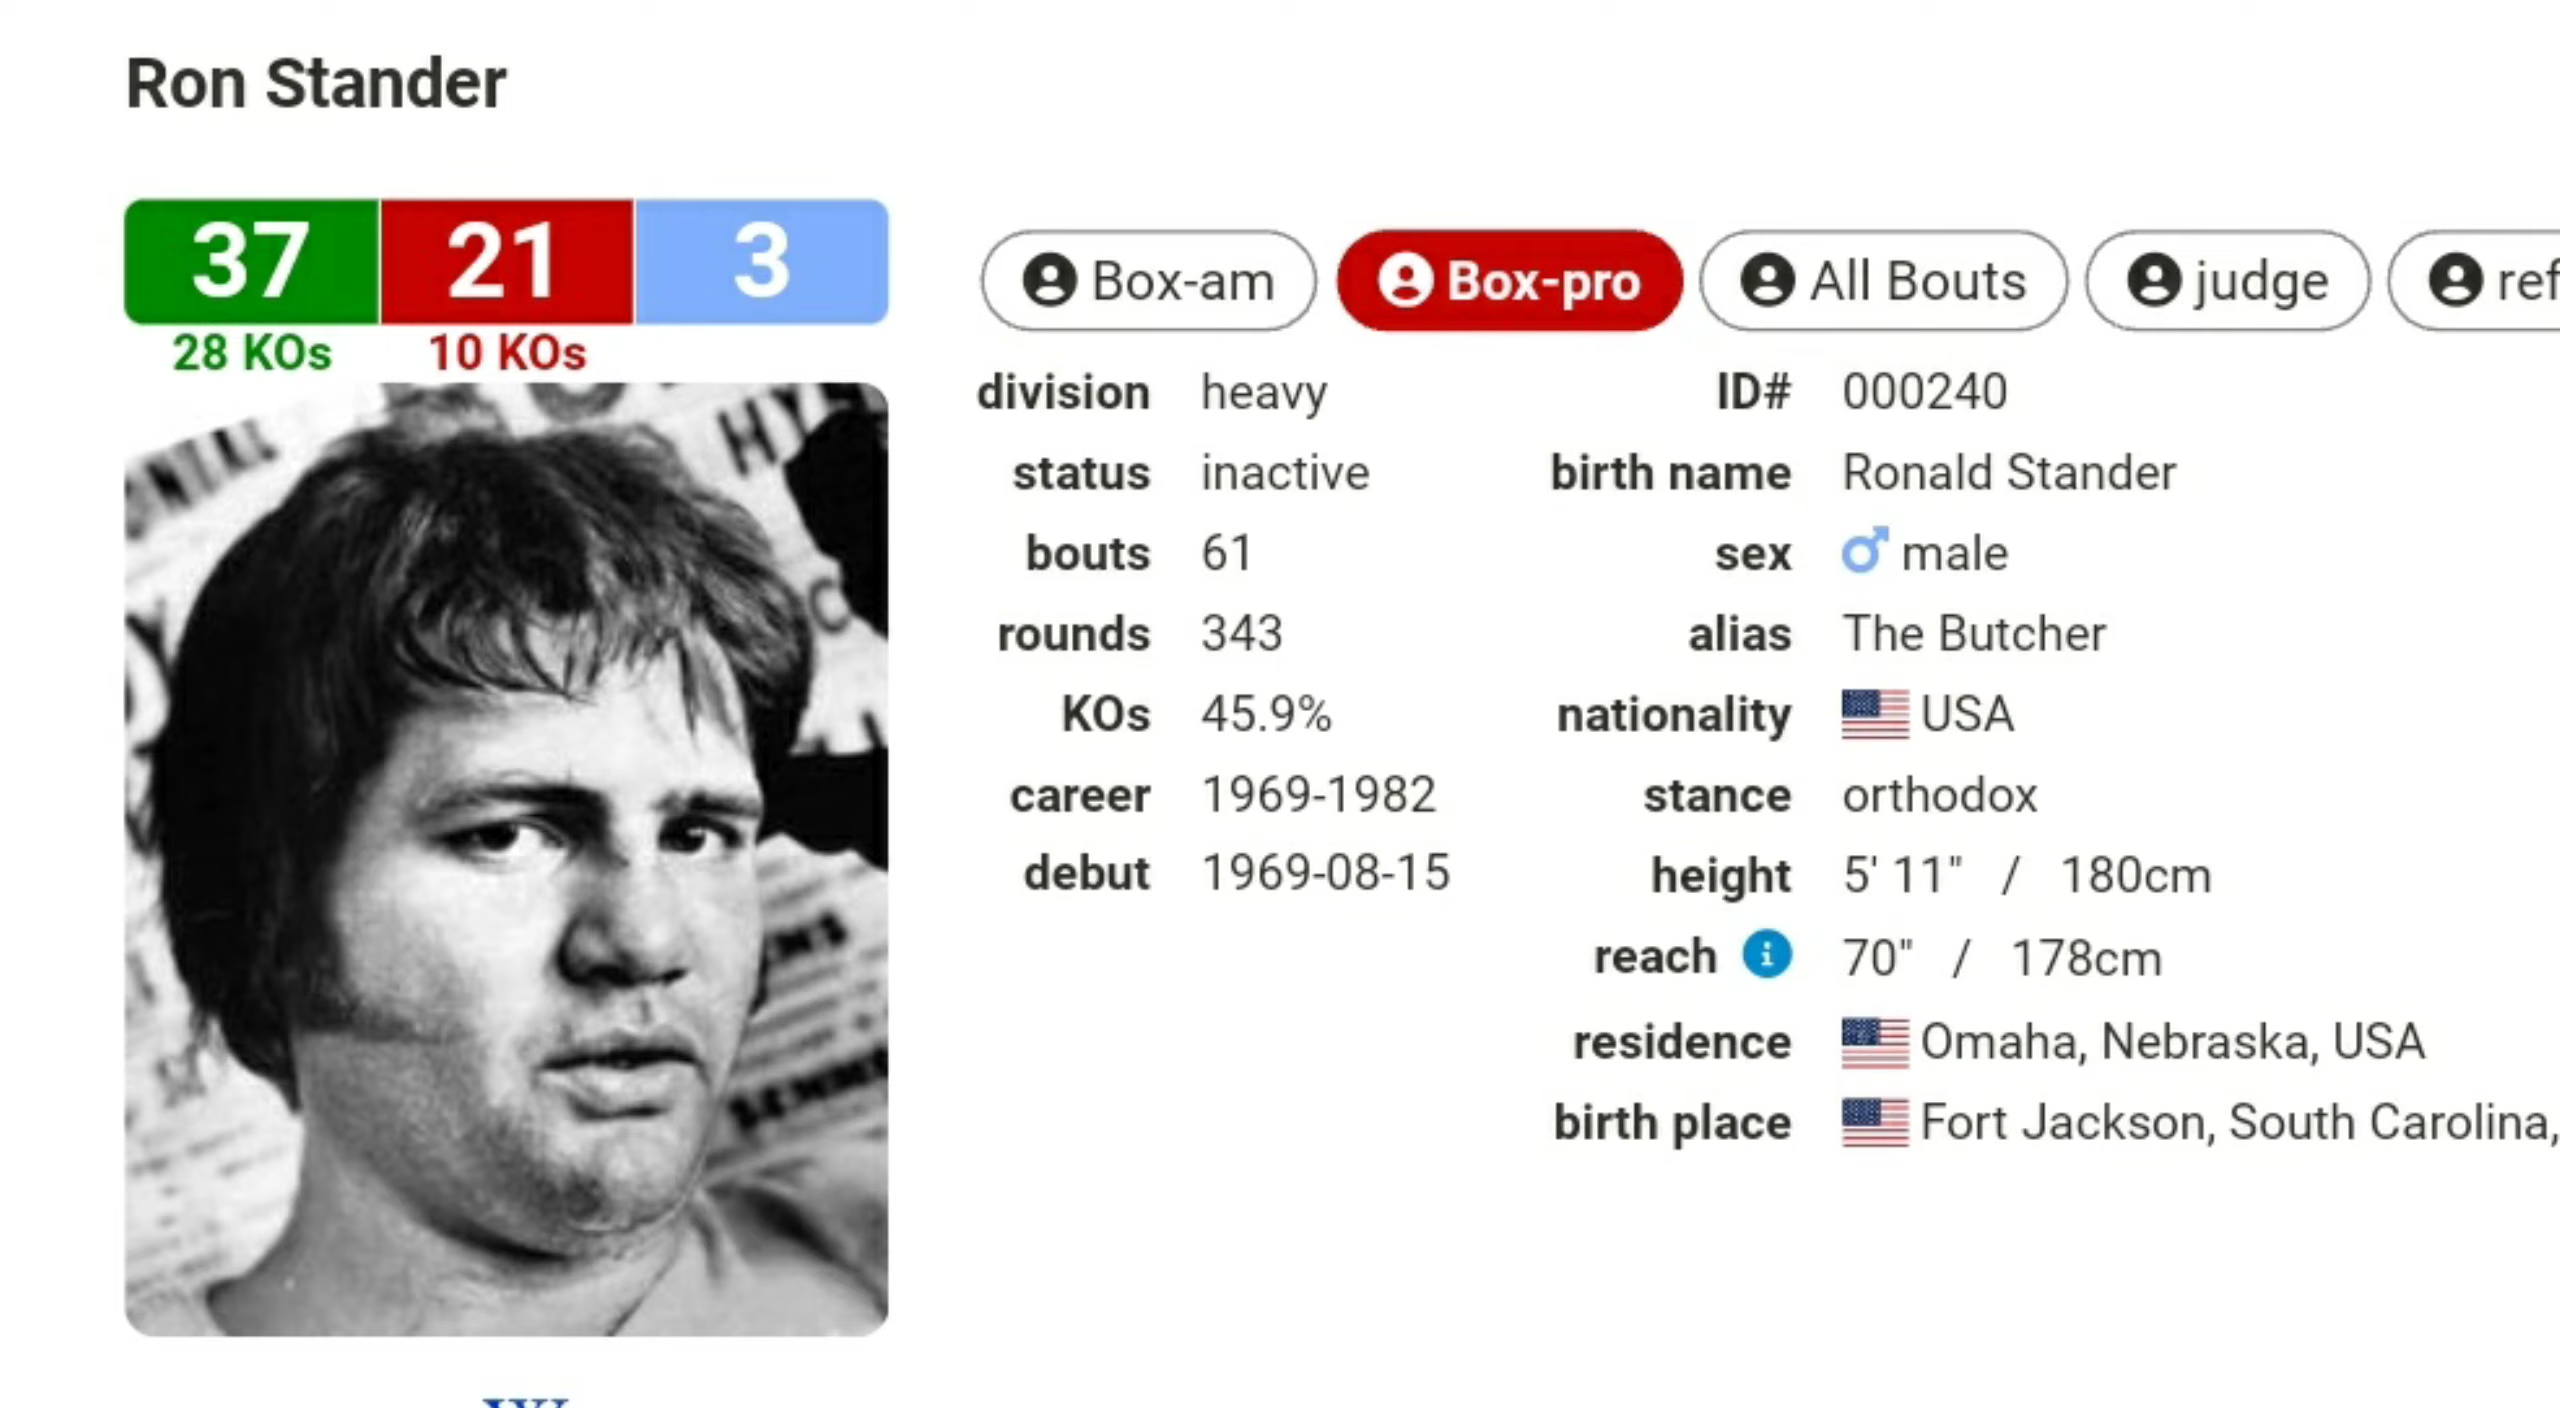 Ron Stander
37 21 3
28 KOs 10 KOs
Box-am Box-pro All Bouts judge ref
division heavy ID# 000240
status inactive birth name Ronald Stander
bouts 61 sex male
rounds 343 alias The Butcher
KOs 45.9% nationality USA
career 1969-1982 stance orthodox
debut 1969-08-15 height 5' 11" / 180cm
reach 70" / 178cm
residence Omaha, Nebraska, USA
birth place Fort Jackson, South Carolina,